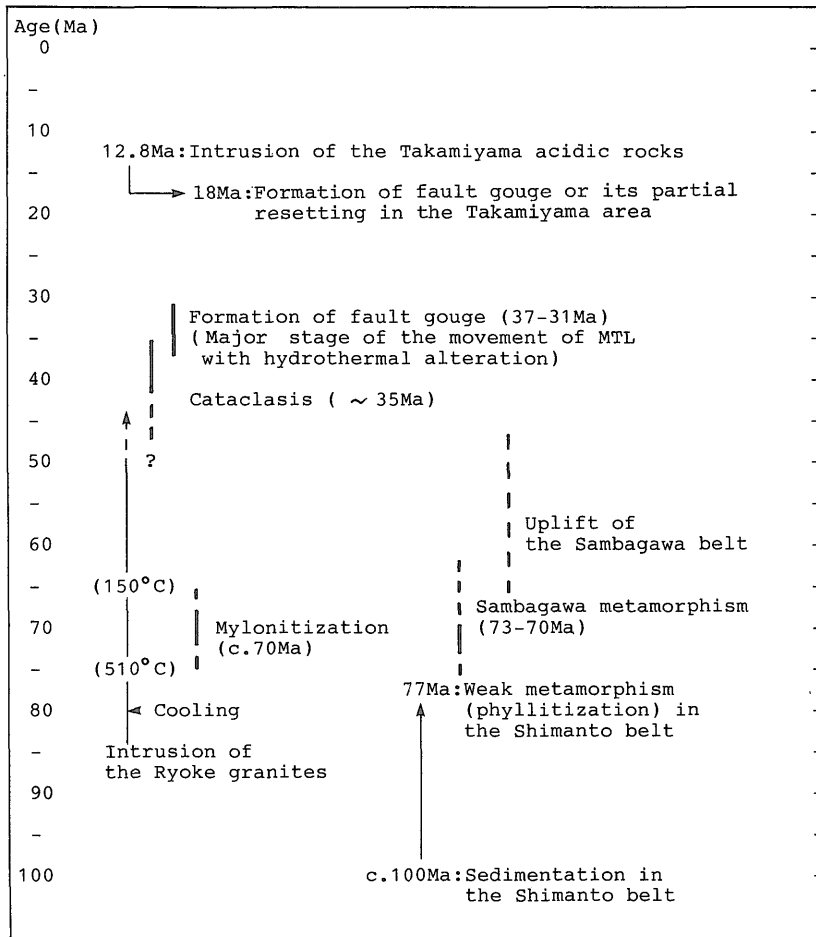 Age(Ma)
0
–
10
12.8Ma:Intrusion of the Takamiyama acidic rocks
–
18Ma:Formation of fault gouge or its partial
20
resetting in the Takamiyama area
–
30
Formation of fault gouge (37-31Ma)
–
(Major stage of the movement of MTL
with hydrothermal alteration)
40
Cataclasis ( ~ 35Ma)
–
50
?
–
Uplift of
60
the Sambagawa belt
–
(150°C)
Sambagawa metamorphism
70
Mylonitization
(73-70Ma)
(c.70Ma)
–
(510°C)
77Ma:Weak metamorphism
80
Cooling
(phyllitization) in
the Shimanto belt
–
Intrusion of
the Ryoke granites
90
–
100
c.100Ma:Sedimentation in
the Shimanto belt